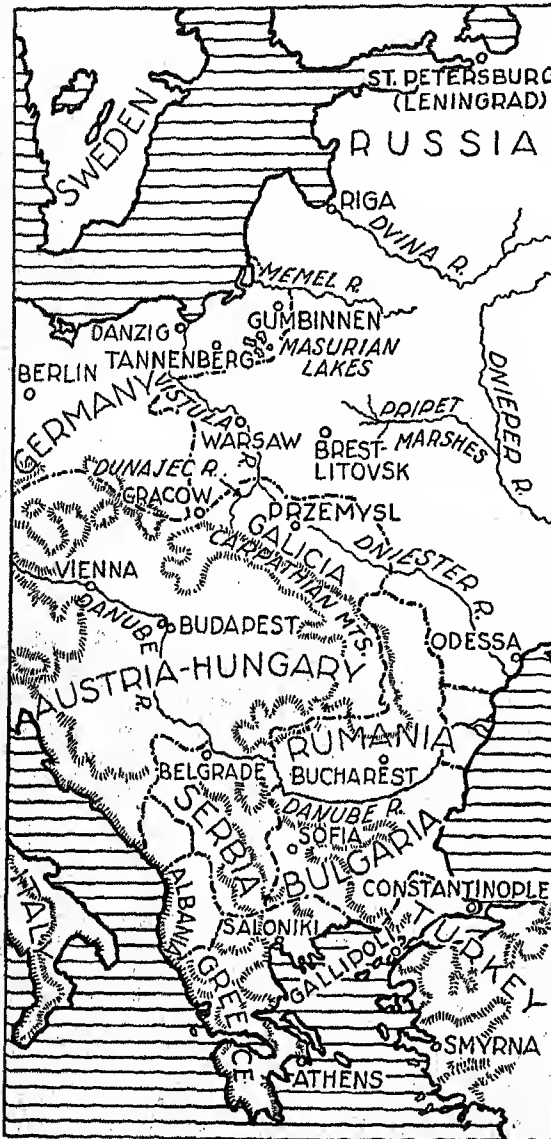 ST. PETERSBURG
(LENINGRAD)
RUSSIA
SWEDEN
RIGA
DVINA R.
MEMEL R.
GUMBINNEN
DANZIG
TANNENBERG
MASURIAN
LAKES
BERLIN
GERMANY
VISTULA R.
DNIEPER R.
PRIPET
MARSHES
WARSAW
BREST-
LITOVSK
DUNAJEC R.
GRACOW
PRZEMYSL
GALICIA
CARPATHIAN MTS.
DNIESTER R.
VIENNA
DANUBE R.
BUDAPEST
ODESSA
AUSTRIA-HUNGARY
RUMANIA
BELGRADE
BUCHAREST
DANUBE R.
SERBIA
SOFIA
BULGARIA
ITALY
ALBANIA
CONSTANTINOPLE
SALONIKI
GALLIPOLI
TURKEY
GREECE
SMYRNA
ATHENS